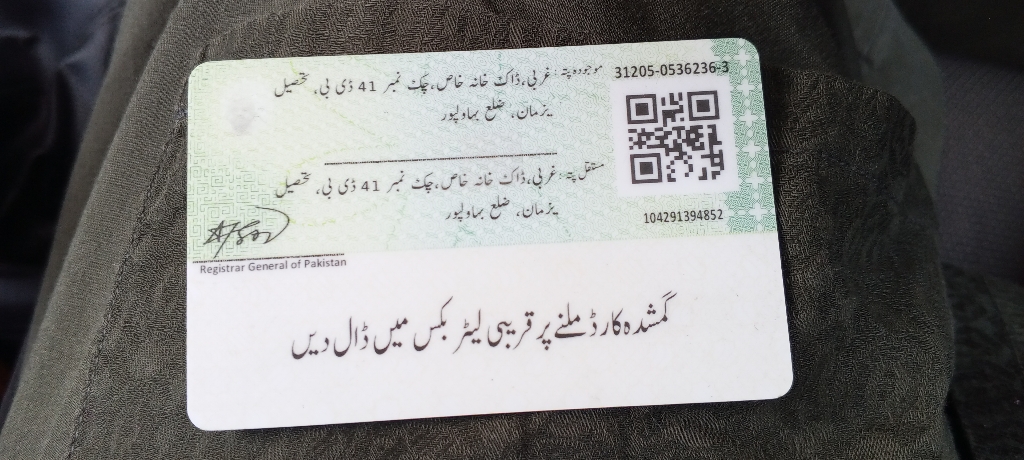 31205-0536236-3
موجودہ پتہ: غربی، ڈاک خانہ خاص، چک نمبر 41 ڈی بی، تحصیل
یزمان، ضلع بہاولپور
مستقل پتہ: غربی، ڈاک خانہ خاص، چک نمبر 41 ڈی بی، تحصیل
یزمان، ضلع بہاولپور
104291394852
Registrar General of Pakistan
گمشدہ کارڈ ملنے پر قریبی لیٹر بکس میں ڈال دیں